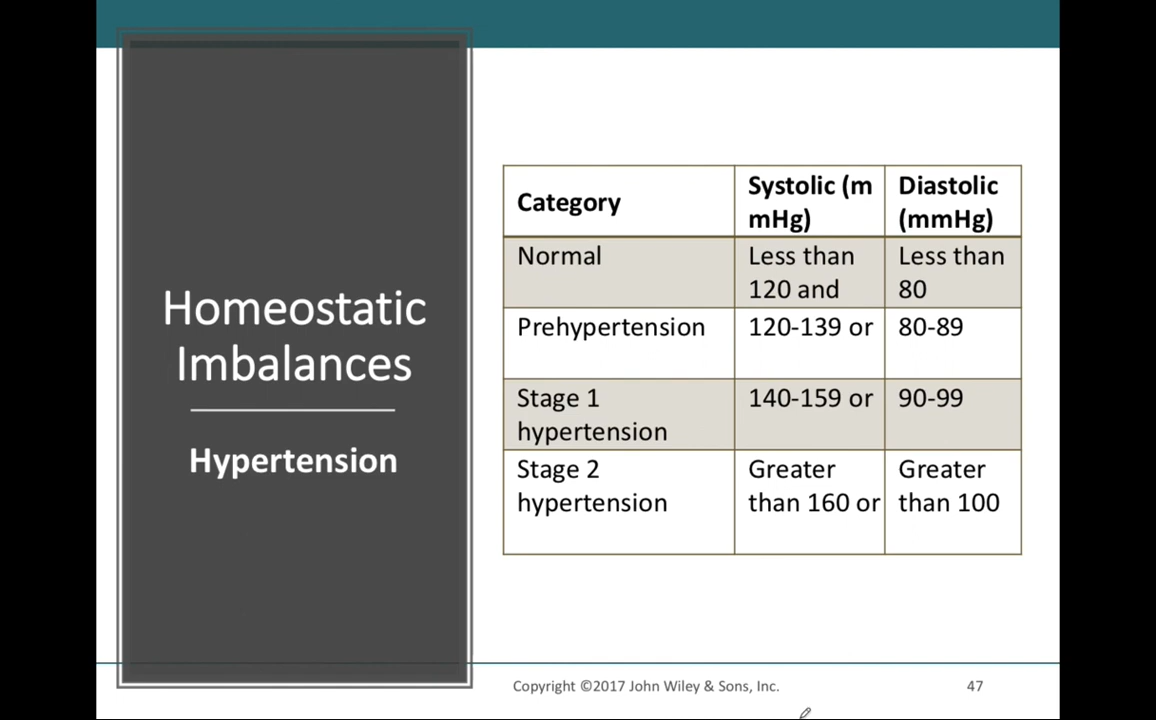 Homeostatic
Imbalances
Hypertension
Category
Systolic (m
mHg)
Diastolic
(mmHg)
Normal
Less than
120 and
Less than
80
Prehypertension
120-139 or
80-89
Stage 1
hypertension
140-159 or
90-99
Stage 2
hypertension
Greater
than 160 or
Greater
than 100
Copyright ©2017 John Wiley & Sons, Inc.
47